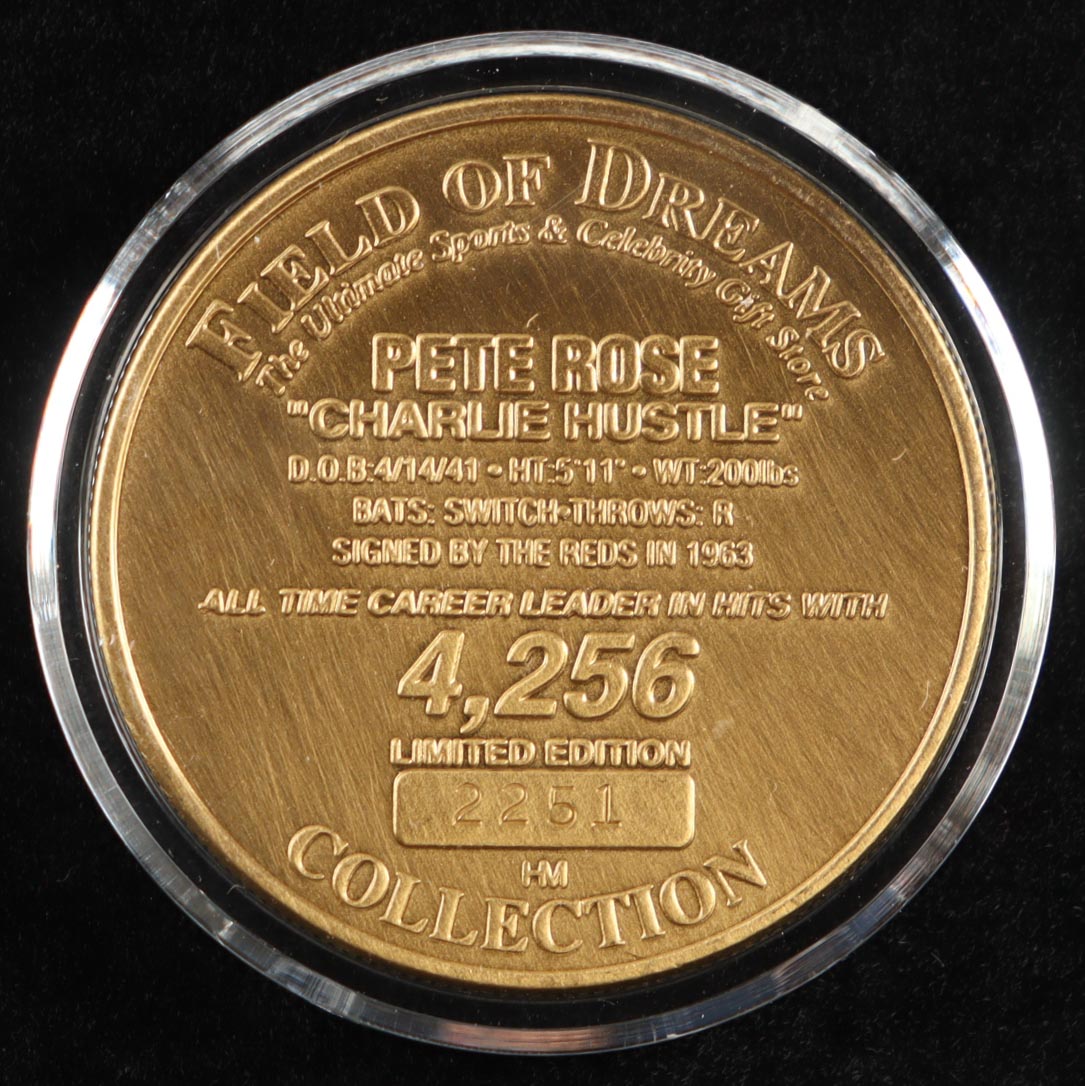 FIELD OF DREAMS
The Ultimate Sports & Celebrity Gift Store
PETE ROSE
"CHARLIE HUSTLE"
D.O.B:4/14/41 • HT:5'11" • WT:200lbs
BATS: SWITCH•THROWS: R
SIGNED BY THE REDS IN 1963
ALL TIME CAREER LEADER IN HITS WITH
4,256
LIMITED EDITION
2251
HM
COLLECTION